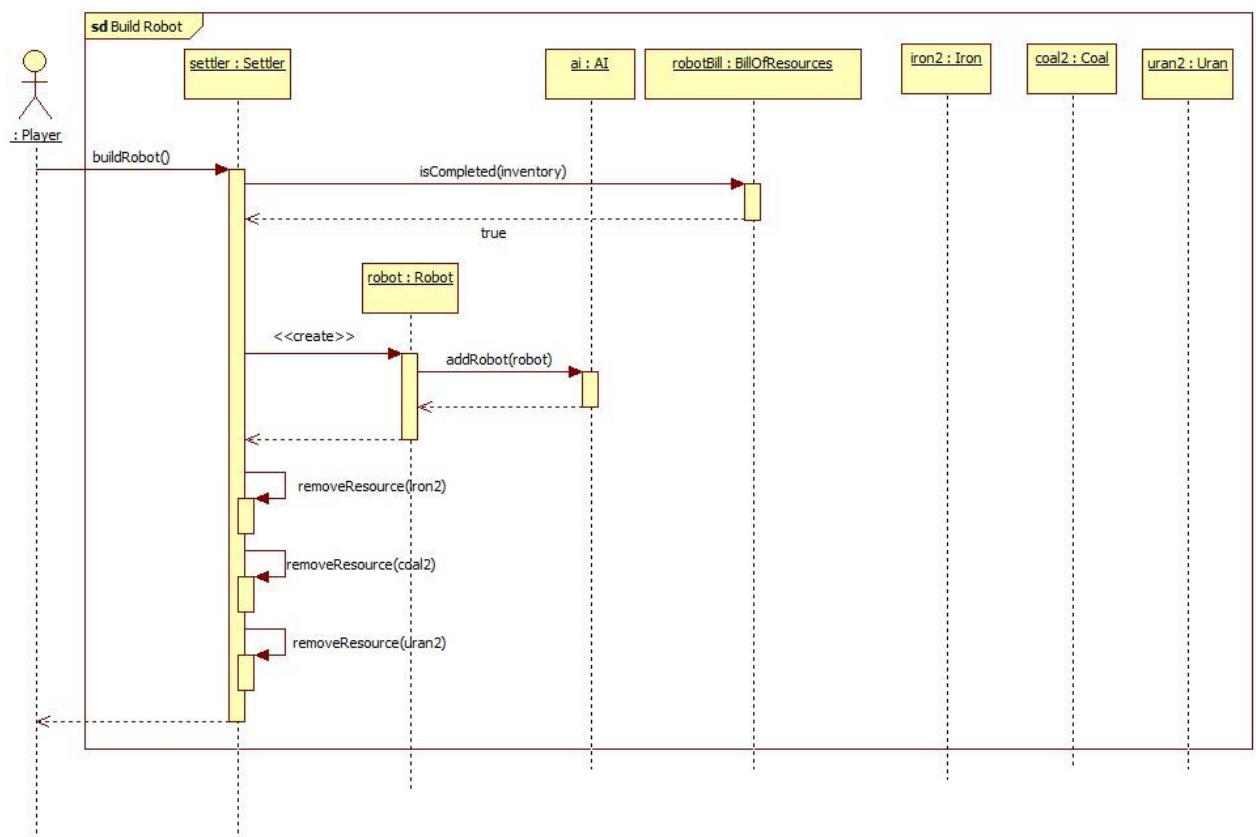 sd Build Robot
settler : Settler
ai : AI
robotBill : BillOfResources
iron2 : Iron
coal2 : Coal
uran2 : Uran
: Player
buildRobot()
isCompleted(inventory)
true
robot : Robot
<<create>>
addRobot(robot)
removeResource(iron2)
removeResource(coal2)
removeResource(uran2)